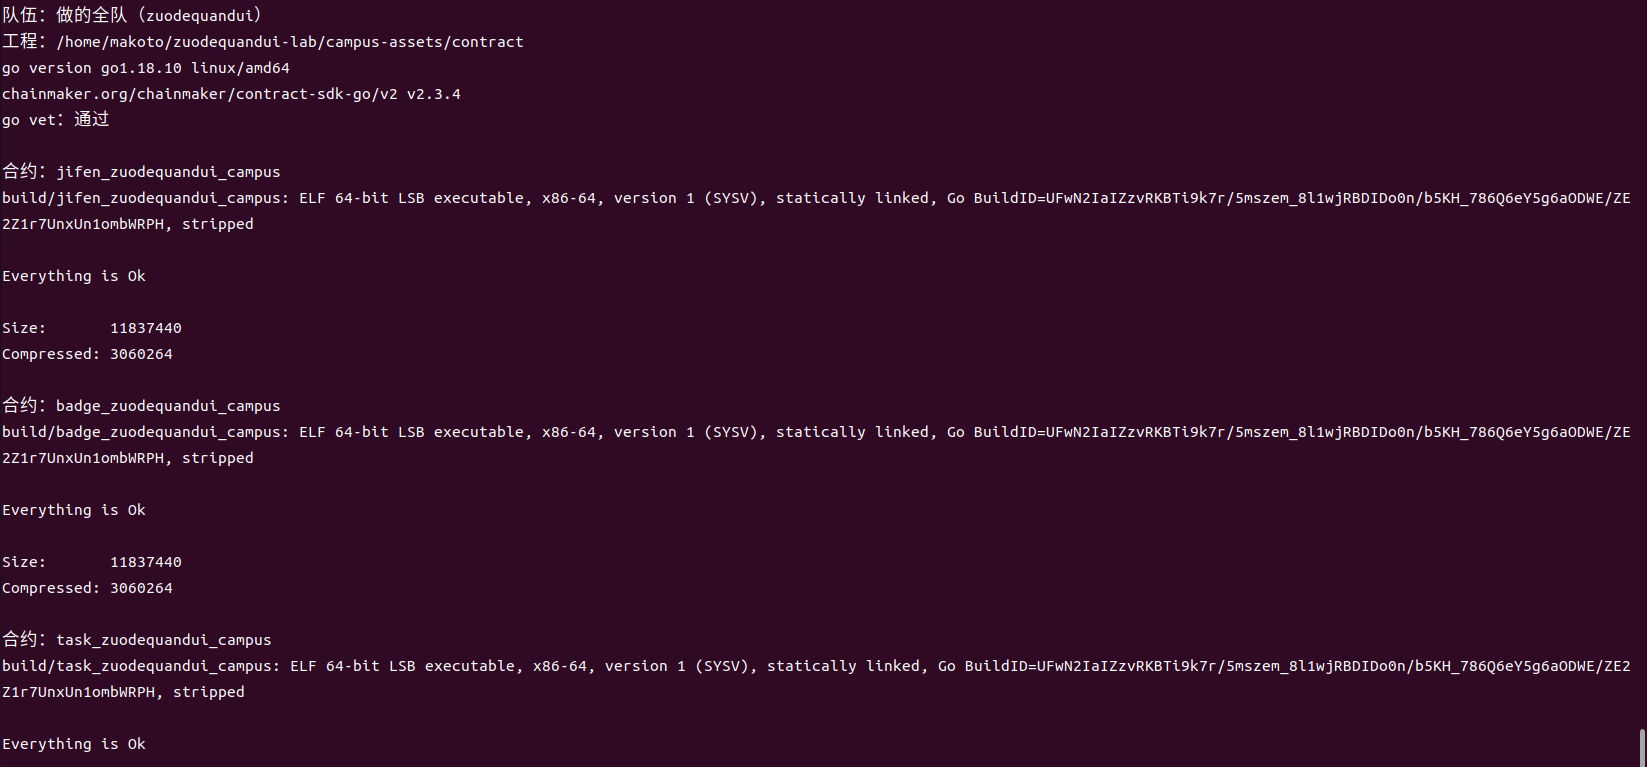 队伍：做的全队（zuodequandui）
工程：/home/makoto/zuodequandui-lab/campus-assets/contract
go version go1.18.10 linux/amd64
chainmaker.org/chainmaker/contract-sdk-go/v2 v2.3.4
go vet：通过
合约：jifen_zuodequandui_campus
build/jifen_zuodequandui_campus: ELF 64-bit LSB executable, x86-64, version 1 (SYSV), statically linked, Go BuildID=UFwN2IaIZzvRKBTi9k7r/5mszem_8l1wjRBDIDo0n/b5KH_786Q6eY5g6aODWE/ZE
2Z1r7UnxUn1ombWRPH, stripped
Everything is Ok
Size:       11837440
Compressed: 3060264
合约：badge_zuodequandui_campus
build/badge_zuodequandui_campus: ELF 64-bit LSB executable, x86-64, version 1 (SYSV), statically linked, Go BuildID=UFwN2IaIZzvRKBTi9k7r/5mszem_8l1wjRBDIDo0n/b5KH_786Q6eY5g6aODWE/ZE
2Z1r7UnxUn1ombWRPH, stripped
Everything is Ok
Size:       11837440
Compressed: 3060264
合约：task_zuodequandui_campus
build/task_zuodequandui_campus: ELF 64-bit LSB executable, x86-64, version 1 (SYSV), statically linked, Go BuildID=UFwN2IaIZzvRKBTi9k7r/5mszem_8l1wjRBDIDo0n/b5KH_786Q6eY5g6aODWE/ZE2
Z1r7UnxUn1ombWRPH, stripped
Everything is Ok